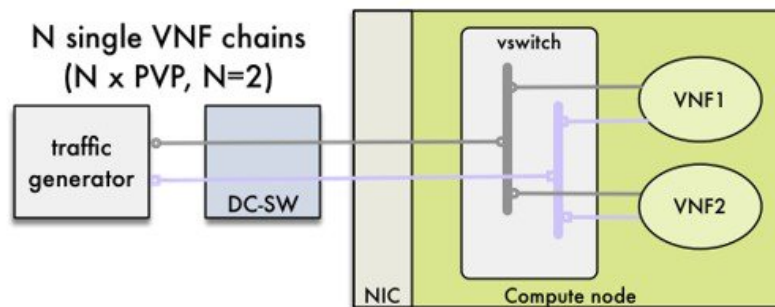 N single VNF chains
(N x PVP, N=2)
traffic
generator
DC-SW
NIC
vswitch
VNF1
VNF2
Compute node